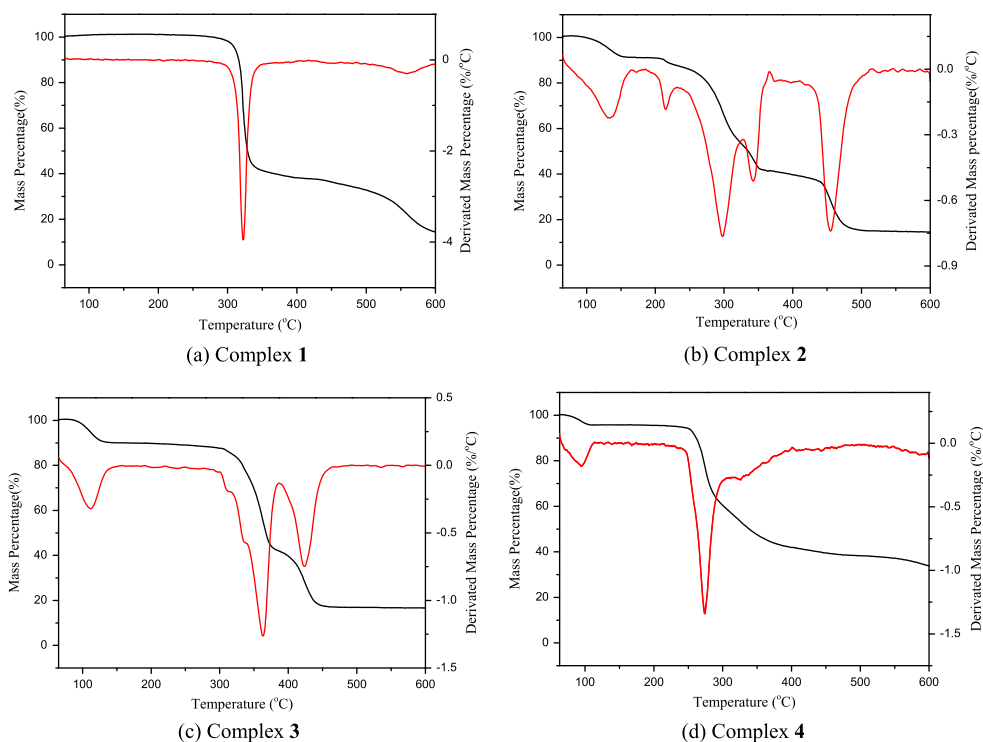 100
80
60
40
20
0
Mass Percentage(%)
0
-2
-4
Derivated Mass Percentage (%/°C)
100 200 300 400 500 600
Temperature (°C)
(a) Complex 1
100
80
60
40
20
0
Mass Percentage(%)
0.0
-0.3
-0.6
-0.9
Derivated Mass percentage (%/°C)
100 200 300 400 500 600
Temperature (°C)
(b) Complex 2
100
80
60
40
20
0
Mass Percentage(%)
0.5
0.0
-0.5
-1.0
-1.5
Derivated Mass Percentage (%/°C)
100 200 300 400 500 600
Temperature (°C)
(c) Complex 3
100
80
60
40
20
0
Mass Percentage(%)
0.0
-0.5
-1.0
-1.5
Derivated Mass Percentage (%/°C)
100 200 300 400 500 600
Temperature (°C)
(d) Complex 4